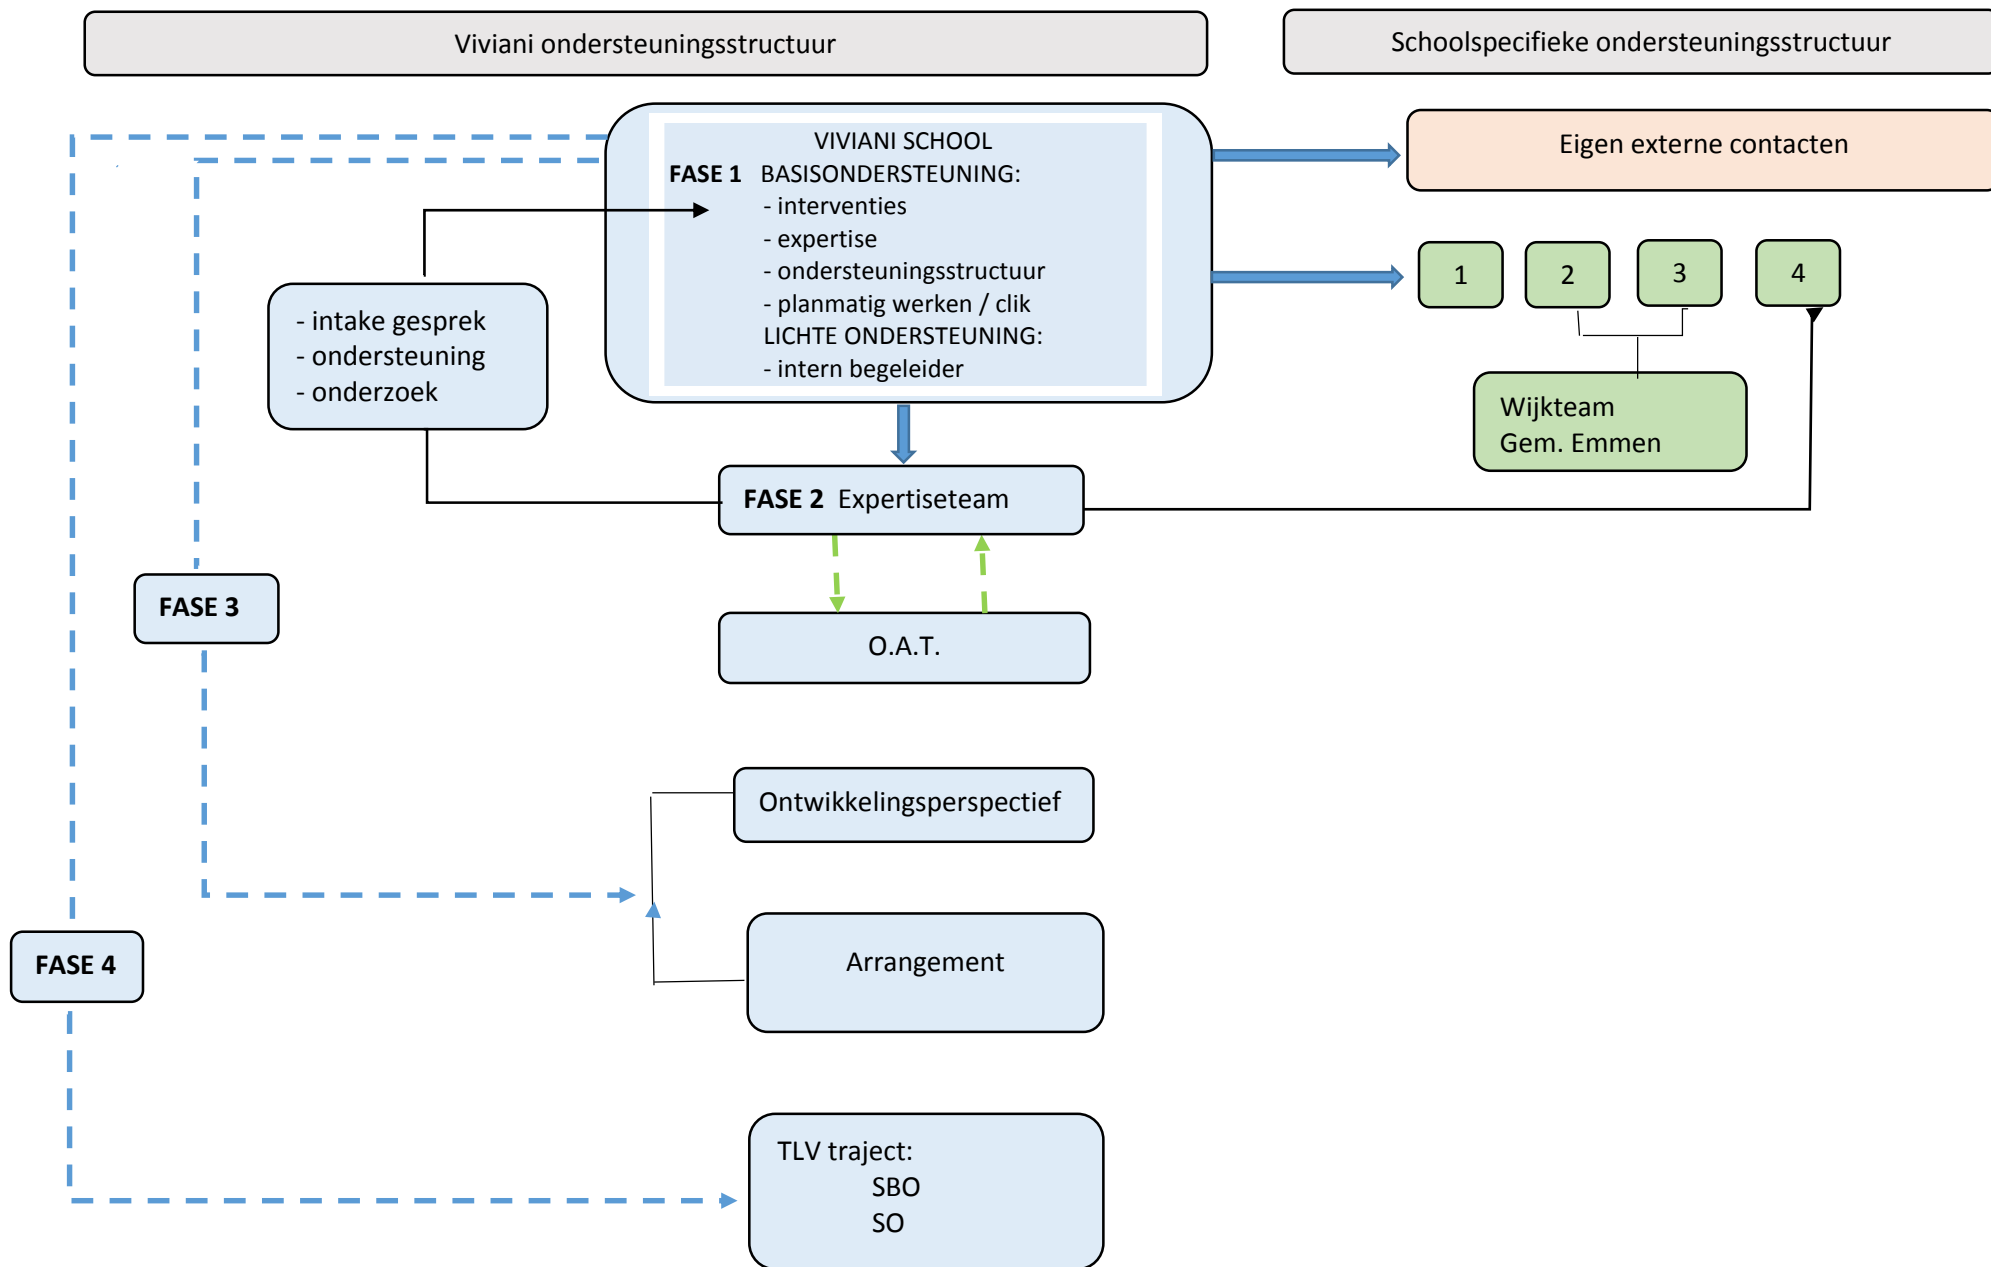 Viviani ondersteuningsstructuur
Schoolspecifieke ondersteuningsstructuur
VIVIANI SCHOOL
FASE 1 BASISONDERSTEUNING:
- interventies
- expertise
- ondersteuningsstructuur
- planmatig werken / clik
LICHTE ONDERSTEUNING:
- intern begeleider
Eigen externe contacten
1
2
3
4
- intake gesprek
- ondersteuning
- onderzoek
Wijkteam
Gem. Emmen
FASE 2 Expertiseteam
FASE 3
O.A.T.
Ontwikkelingsperspectief
FASE 4
Arrangement
TLV traject:
SBO
SO